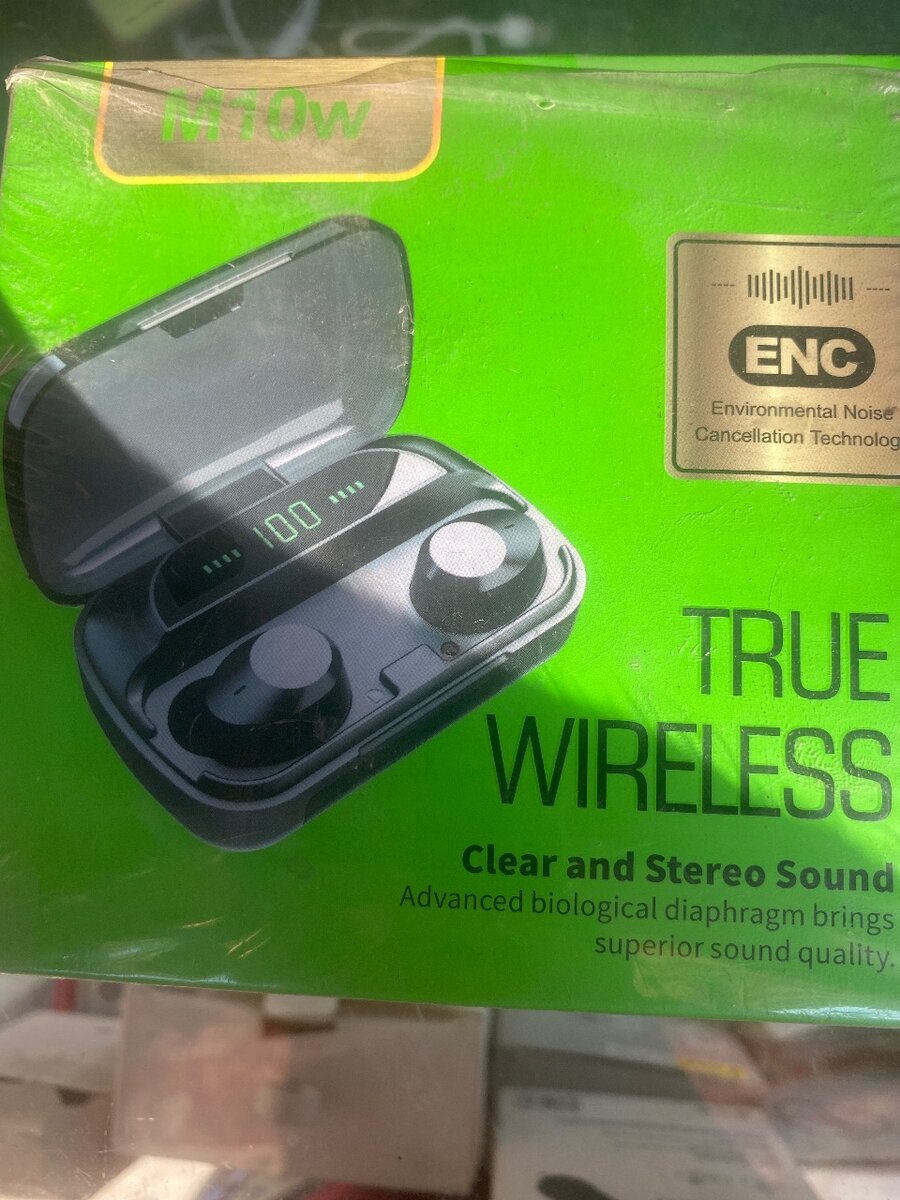 M10w
ENC
Environmental Noise
Cancellation Technolog
100
TRUE
WIRELESS
Clear and Stereo Sound
Advanced biological diaphragm brings
superior sound quality.